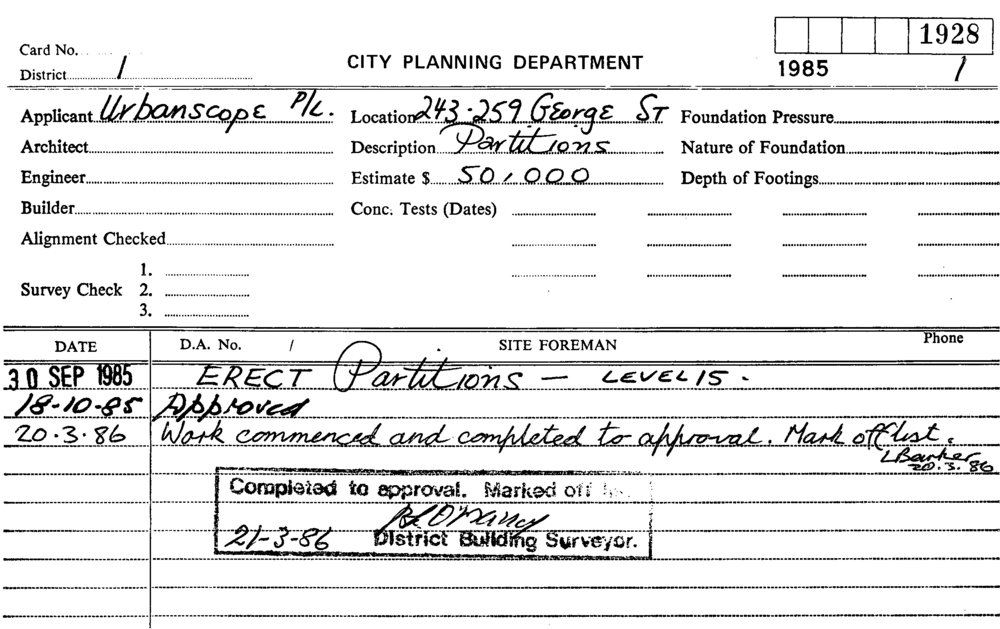 Card No.
1928
District 1
CITY PLANNING DEPARTMENT
1985 1
Applicant Urbanscope P/L.
Location 243-259 George St
Foundation Pressure
Architect
Description Partitions
Nature of Foundation
Engineer
Estimate $ 50,000
Depth of Footings
Builder
Conc. Tests (Dates)
Alignment Checked
1.
Survey Check 2.
3.
DATE D.A. No. / SITE FOREMAN Phone
30 SEP 1985 ERECT Partitions - LEVEL 15.
18-10-85 Approved
20.3.86 Work commenced and completed to approval. Mark off list.
LBarker
20.3.86
Completed to approval. Marked off
21-3-86 District Building Surveyor.